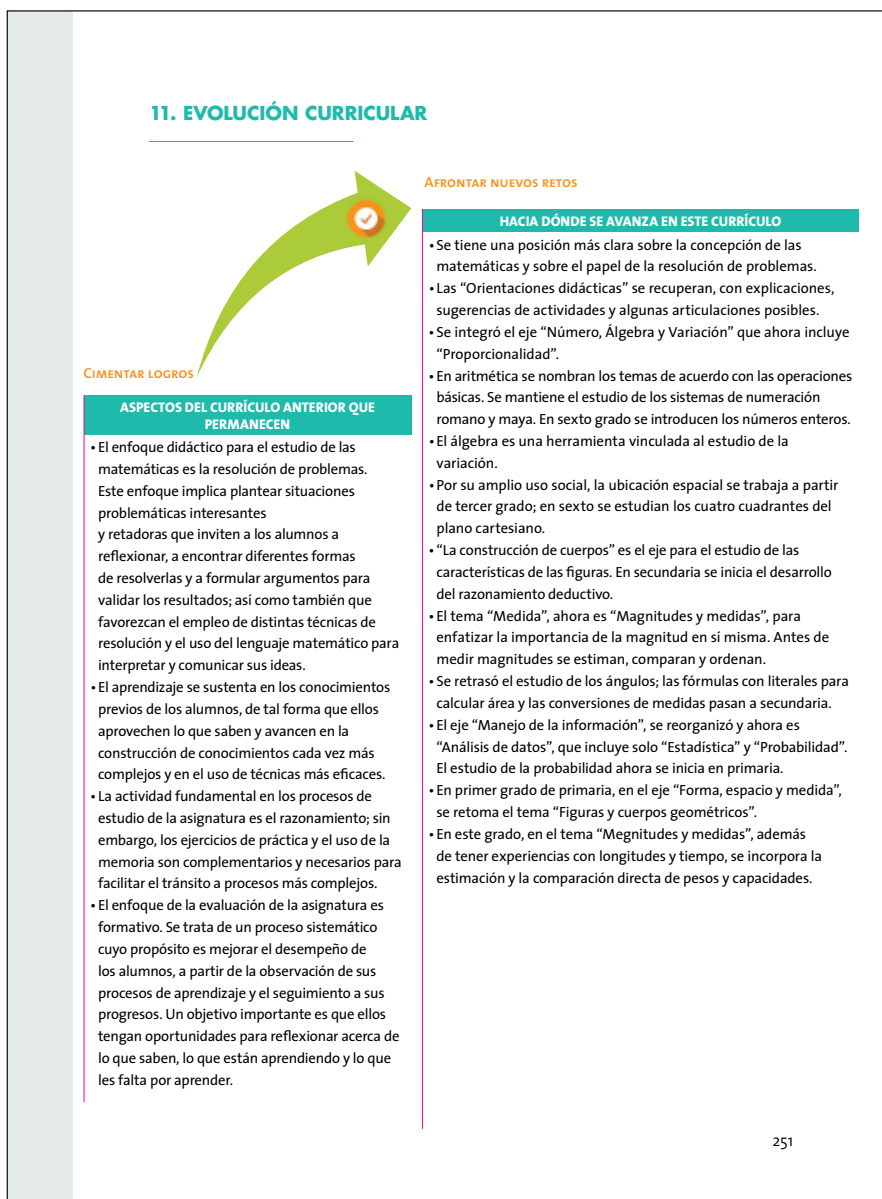 11. EVOLUCIÓN CURRICULAR
AFRONTAR NUEVOS RETOS
HACIA DÓNDE SE AVANZA EN ESTE CURRÍCULO
• Se tiene una posición más clara sobre la concepción de las
matemáticas y sobre el papel de la resolución de problemas.
• Las “Orientaciones didácticas” se recuperan, con explicaciones,
sugerencias de actividades y algunas articulaciones posibles.
• Se integró el eje “Número, Álgebra y Variación” que ahora incluye
“Proporcionalidad”.
• En aritmética se nombran los temas de acuerdo con las operaciones
básicas. Se mantiene el estudio de los sistemas de numeración
romano y maya. En sexto grado se introducen los números enteros.
• El álgebra es una herramienta vinculada al estudio de la
variación.
• Por su amplio uso social, la ubicación espacial se trabaja a partir
de tercer grado; en sexto se estudian los cuatro cuadrantes del
plano cartesiano.
• “La construcción de cuerpos” es el eje para el estudio de las
características de las figuras. En secundaria se inicia el desarrollo
del razonamiento deductivo.
• El tema “Medida”, ahora es “Magnitudes y medidas”, para
enfatizar la importancia de la magnitud en sí misma. Antes de
medir magnitudes se estiman, comparan y ordenan.
• Se retrasó el estudio de los ángulos; las fórmulas con literales para
calcular área y las conversiones de medidas pasan a secundaria.
• El eje “Manejo de la información”, se reorganizó y ahora es
“Análisis de datos”, que incluye solo “Estadística” y “Probabilidad”.
El estudio de la probabilidad ahora se inicia en primaria.
• En primer grado de primaria, en el eje “Forma, espacio y medida”,
se retoma el tema “Figuras y cuerpos geométricos”.
• En este grado, en el tema “Megnitudes y medidas”, además
de tener experiencias con longitudes y tiempo, se incorpora la
estimación y la comparación directa de pesos y capacidades.
CIMENTAR LOGROS
ASPECTOS DEL CURRÍCULO ANTERIOR QUE
PERMANECEN
• El enfoque didáctico para el estudio de las
matemáticas es la resolución de problemas.
Este enfoque implica plantear situaciones
problemáticas interesantes
y retadoras que inviten a los alumnos a
reflexionar, a encontrar diferentes formas
de resolverlas y a formular argumentos para
validar los resultados; así como también que
favorezcan el empleo de distintas técnicas de
resolución y el uso del lenguaje matemático para
interpretar y comunicar sus ideas.
• El aprendizaje se sustenta en los conocimientos
previos de los alumnos, de tal forma que ellos
aprovechen lo que saben y avancen en la
construcción de conocimientos cada vez más
complejos y en el uso de técnicas más eficaces.
• La actividad fundamental en los procesos de
estudio de la asignatura es el razonamiento; sin
embargo, los ejercicios de práctica y el uso de la
memoria son complementarios y necesarios para
facilitar el tránsito a procesos más complejos.
• El enfoque de la evaluación de la asignatura es
formativo. Se trata de un proceso sistemático
cuyo propósito es mejorar el desempeño de
los alumnos, a partir de la observación de sus
procesos de aprendizaje y el seguimiento a sus
progresos. Un objetivo importante es que ellos
tengan oportunidades para reflexionar acerca de
lo que saben, lo que están aprendiendo y lo que
les falta por aprender.
251